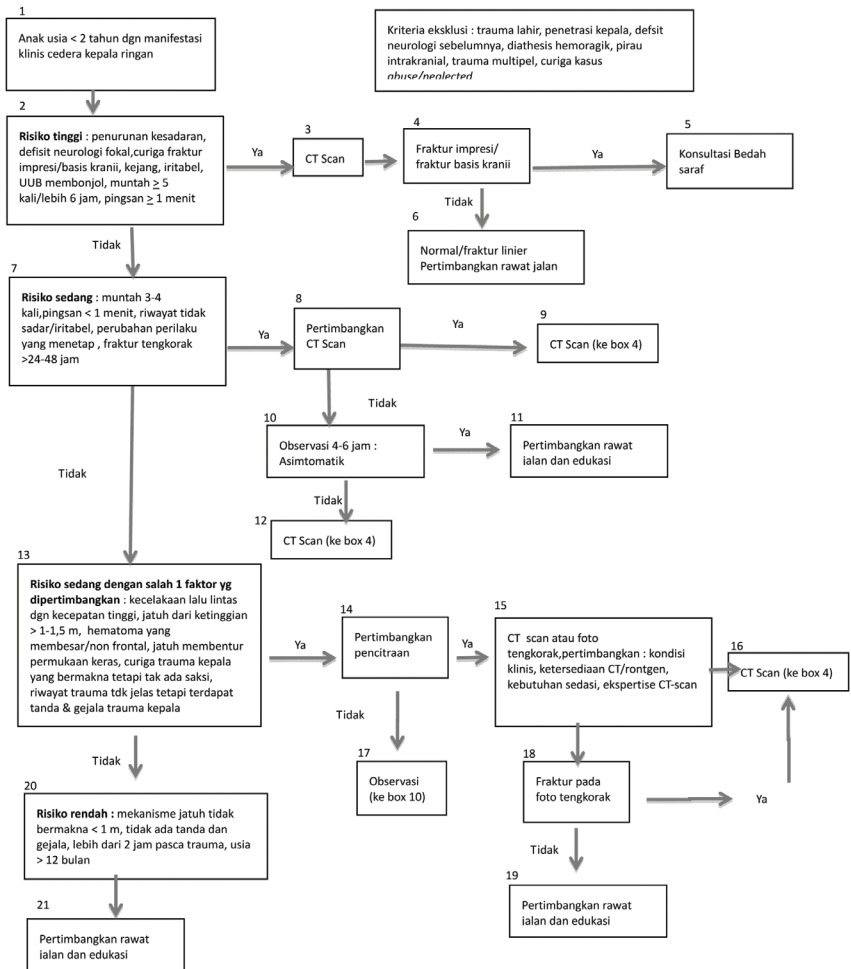 1
Anak usia < 2 tahun dgn manifestasi
klinis cedera kepala ringan
Kriteria eksklusi : trauma lahir, penetrasi kepala, defsit
neurologi sebelumnya, diathesis hemoragik, pirau
intrakranial, trauma multipel, curiga kasus
abuse/neglected
2
Risiko tinggi : penurunan kesadaran,
defisit neurologi fokal,curiga fraktur
impresi/basis kranii, kejang, iritabel,
UUB membonjol, muntah ≥ 5
kali/lebih 6 jam, pingsan ≥ 1 menit
Ya
3
CT Scan
4
Fraktur impresi/
fraktur basis kranii
Ya
5
Konsultasi Bedah
saraf
Tidak
6
Normal/fraktur linier
Pertimbangkan rawat jalan
Tidak
7
Risiko sedang : muntah 3-4
kali,pingsan < 1 menit, riwayat tidak
sadar/iritabel, perubahan perilaku
yang menetap , fraktur tengkorak
>24-48 jam
Ya
8
Pertimbangkan
CT Scan
Ya
9
CT Scan (ke box 4)
Tidak
10
Observasi 4-6 jam :
Asimtomatik
Ya
11
Pertimbangkan rawat
jalan dan edukasi
Tidak
12
CT Scan (ke box 4)
Tidak
13
Risiko sedang dengan salah 1 faktor yg
dipertimbangkan : kecelakaan lalu lintas
dgn kecepatan tinggi, jatuh dari ketinggian
> 1-1,5 m, hematoma yang
membesar/non frontal, jatuh membentur
permukaan keras, curiga trauma kepala
yang bermakna tetapi tak ada saksi,
riwayat trauma tdk jelas tetapi terdapat
tanda & gejala trauma kepala
Ya
14
Pertimbangkan
pencitraan
Ya
15
CT scan atau foto
tengkorak,pertimbangkan : kondisi
klinis, ketersediaan CT/rontgen,
kebutuhan sedasi, ekspertise CT-scan
16
CT Scan (ke box 4)
Tidak
17
Observasi
(ke box 10)
18
Fraktur pada
foto tengkorak
Ya
Tidak
19
Pertimbangkan rawat
jalan dan edukasi
Tidak
20
Risiko rendah : mekanisme jatuh tidak
bermakna < 1 m, tidak ada tanda dan
gejala, lebih dari 2 jam pasca trauma, usia
> 12 bulan
21
Pertimbangkan rawat
jalan dan edukasi